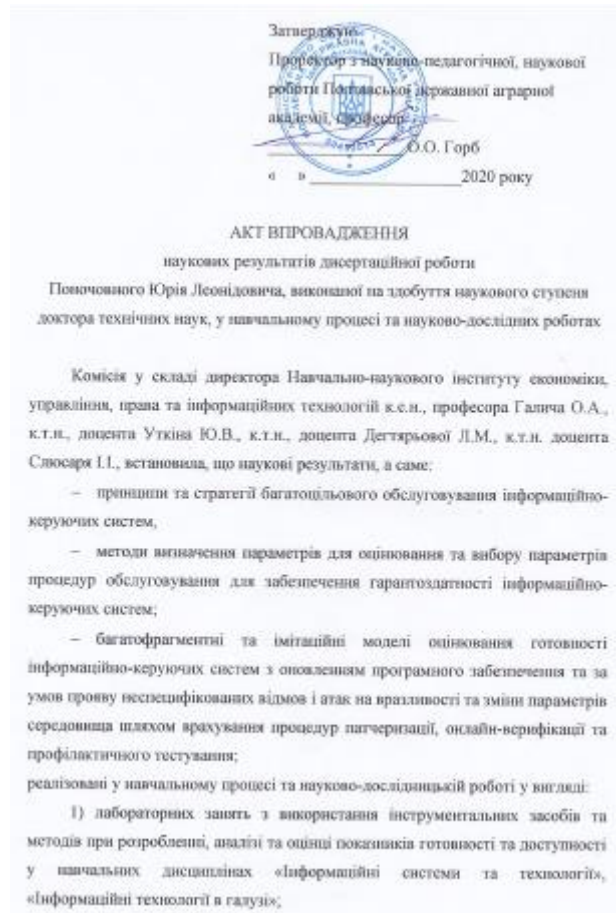 Затверджую
Проректор з науково-педагогічної, наукової
роботи Полтавської державної аграрної
академії, професор
О.О. Горб
« » 2020 року
АКТ ВПРОВАДЖЕННЯ
наукових результатів дисертаційної роботи
Поночовного Юрія Леонідовича, виконаної на здобуття наукового ступеня
доктора технічних наук, у навчальному процесі та науково-дослідних роботах
Комісія у складі директора Навчально-наукового інституту економіки,
управління, права та інформаційних технологій к.е.н., професора Галича О.А.,
к.т.н., доцента Уткіна Ю.В., к.т.н., доцента Дегтярьової Л.М., к.т.н. доцента
Слюсаря І.І., встановила, що наукові результати, а саме:
– принципи та стратегії багатоцільового обслуговування інформаційно-
керуючих систем,
– методи визначення параметрів для оцінювання та вибору параметрів
процедур обслуговування для забезпечення гарантоздатності інформаційно-
керуючих систем;
– багатофрагментні та імітаційні моделі оцінювання готовності
інформаційно-керуючих систем з оновленням програмного забезпечення та за
умов прояву неспецифікованих відмов і атак на вразливості та зміни параметрів
середовища шляхом врахування процедур патчеризації, онлайн-верифікації та
профілактичного тестування;
реалізовані у навчальному процесі та науково-дослідницькій роботі у вигляді:
1) лабораторних занять з використання інструментальних засобів та
методів при розробленні, аналізі та оцінці показників готовності та доступності
у навчальних дисциплінах «Інформаційні системи та технології»,
«Інформаційні технології в галузі»;